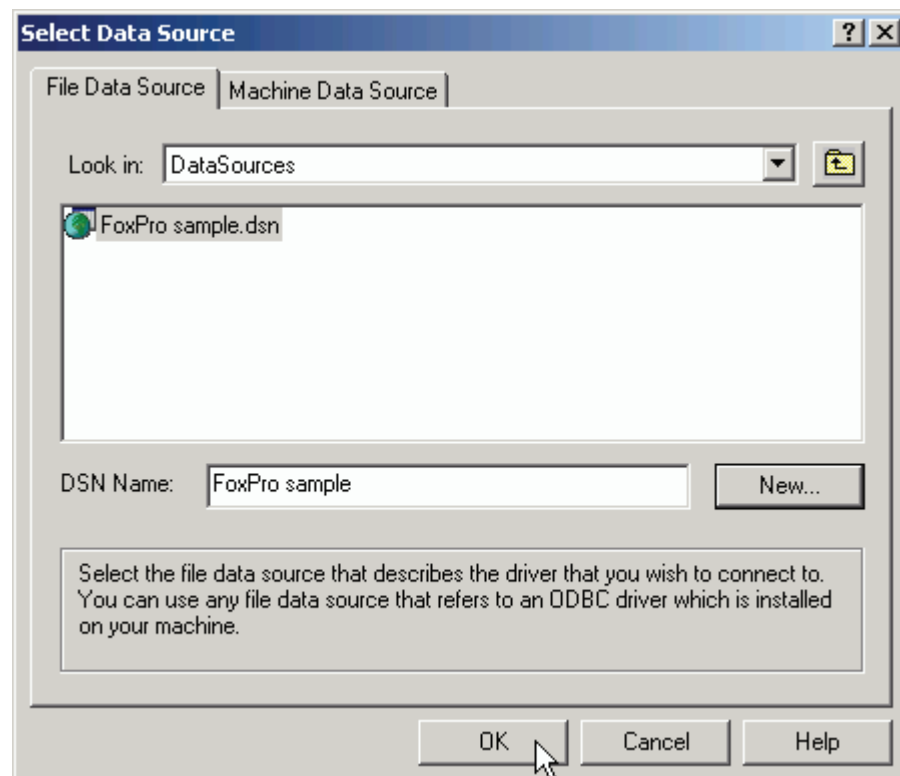 Select Data Source
File Data Source
Machine Data Source
Look in: DataSources
FoxPro sample.dsn
DSN Name: FoxPro sample
New...
Select the file data source that describes the driver that you wish to connect to.
You can use any file data source that refers to an ODBC driver which is installed
on your machine.
OK
Cancel
Help